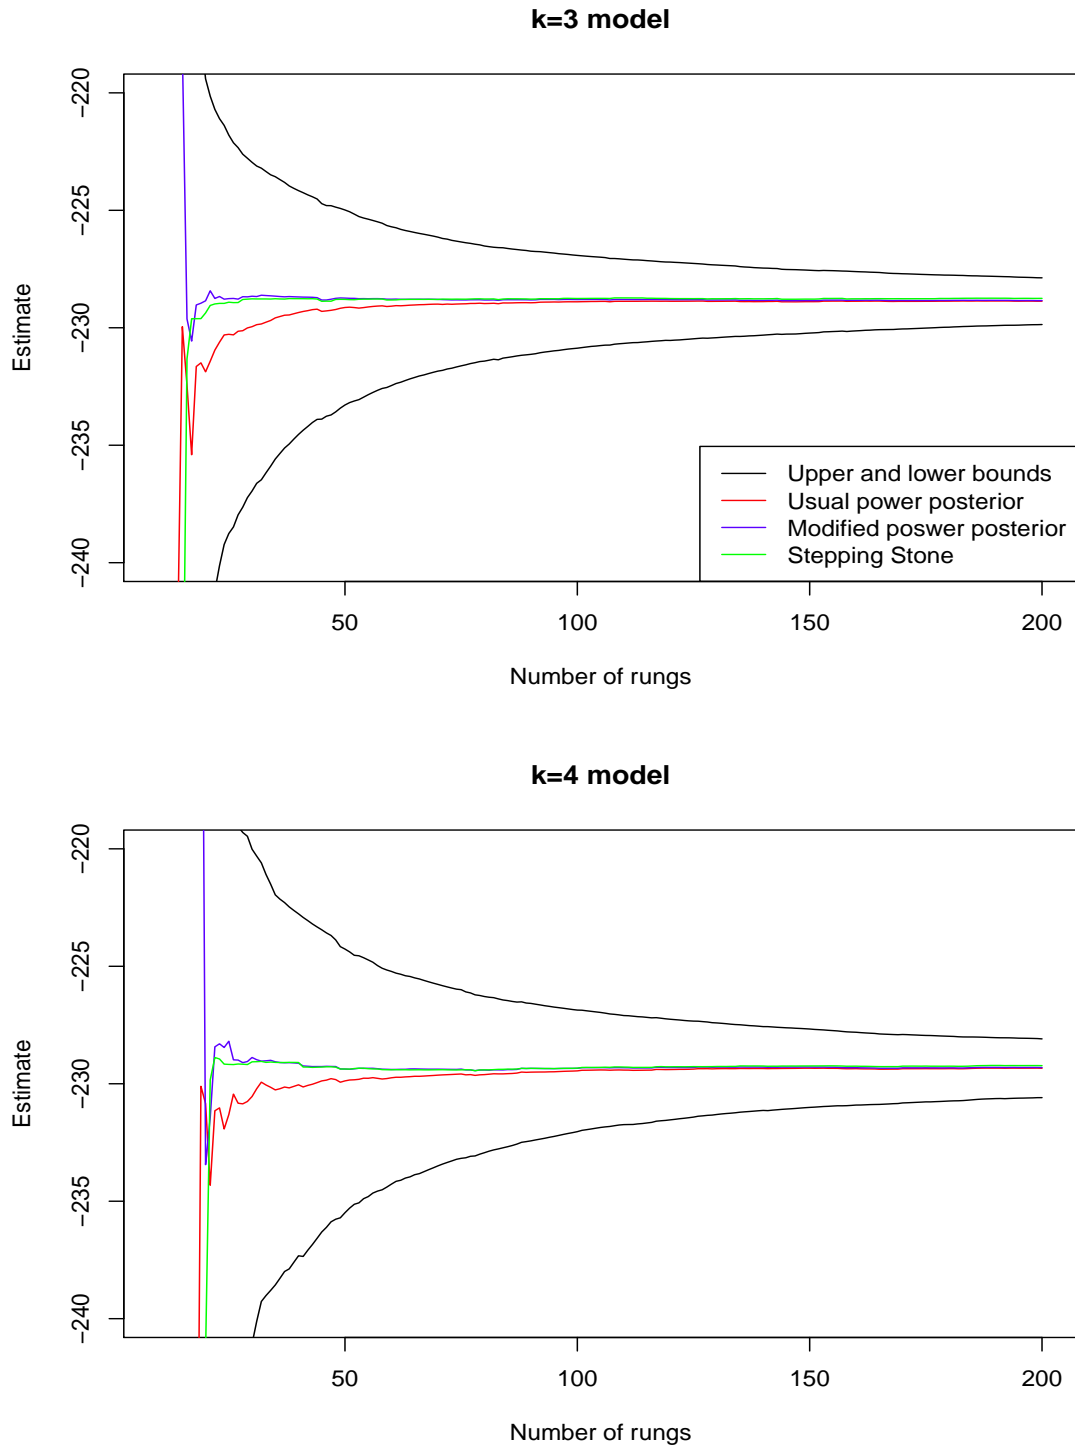 k=3 model
Estimate
-220
-225
-230
-235
-240
Upper and lower bounds
Usual power posterior
Modified poswer posterior
Stepping Stone
50 100 150 200
Number of rungs
k=4 model
Estimate
-220
-225
-230
-235
-240
50 100 150 200
Number of rungs